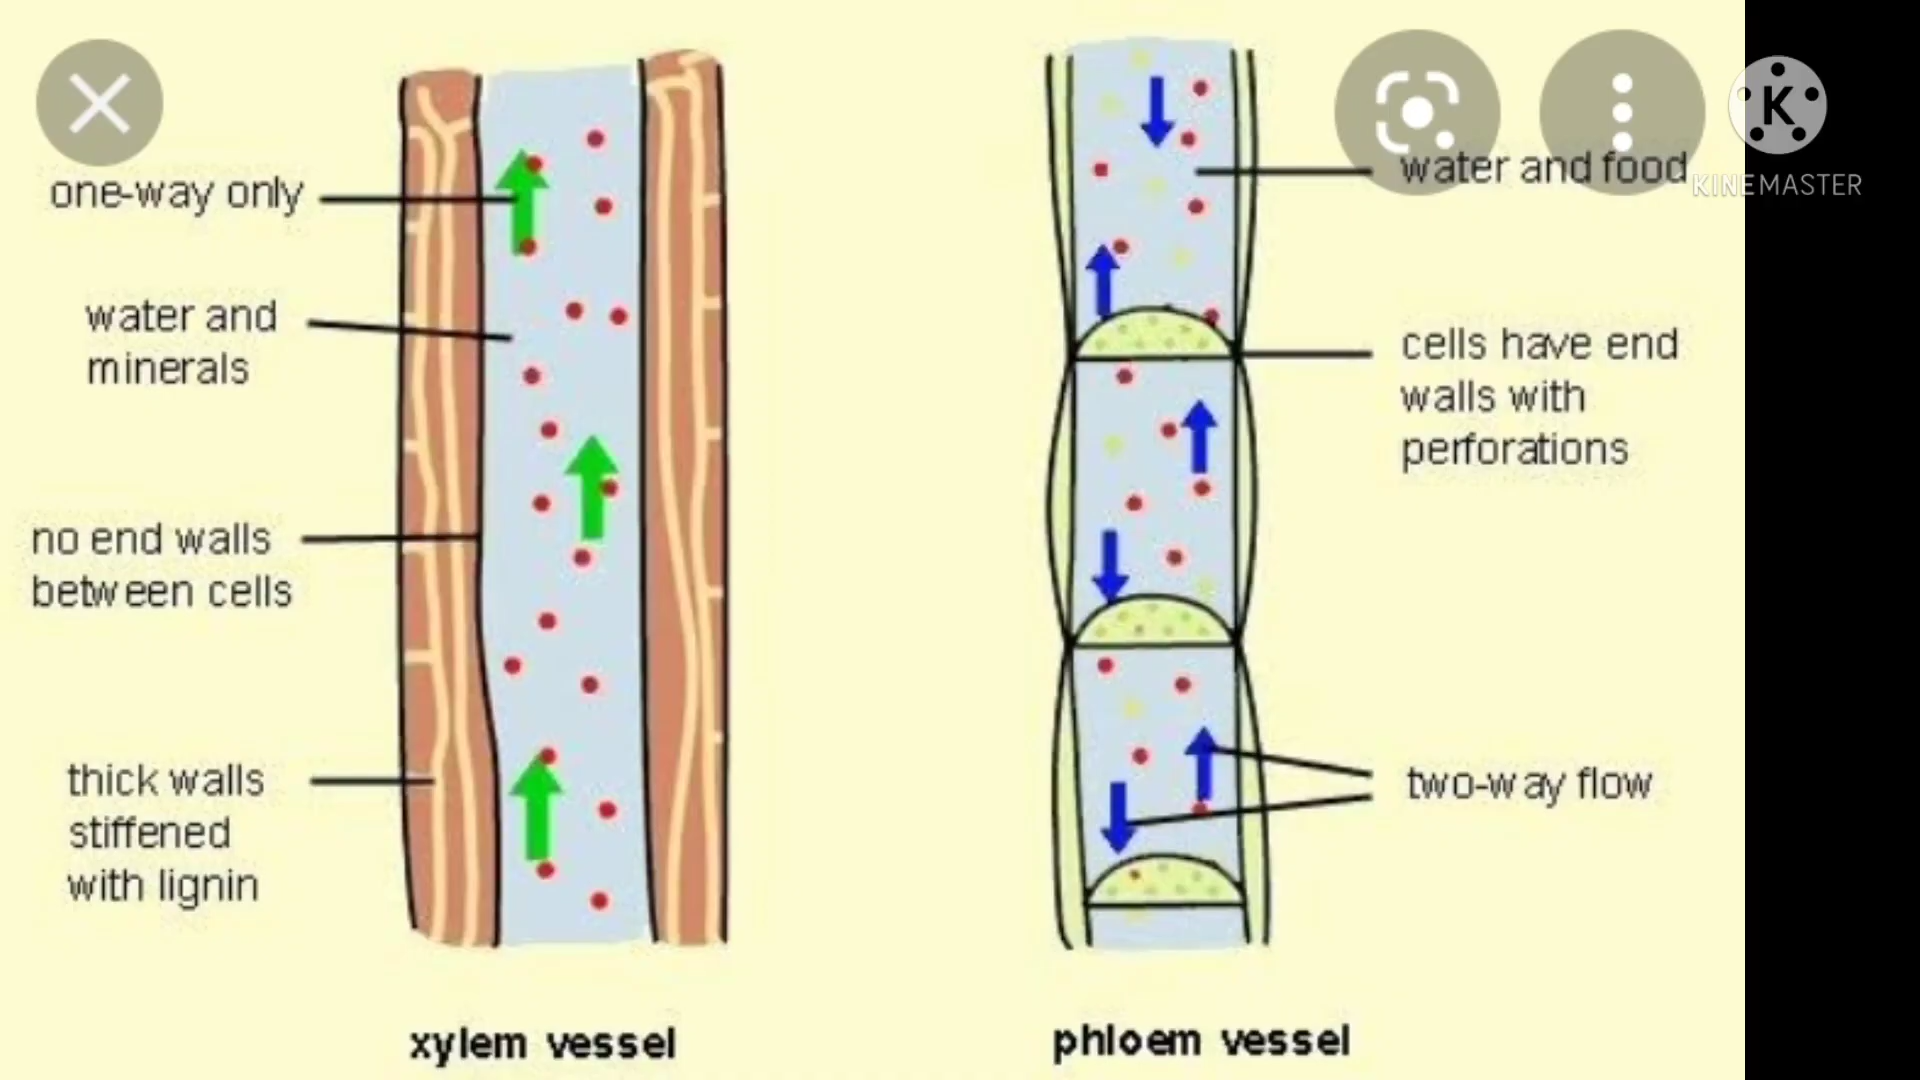 one-way only
water and
minerals
no end walls
between cells
thick walls
stiffened
with lignin
xylem vessel
water and food
cells have end
walls with
perforations
two-way flow
phloem vessel
K
KINEMASTER